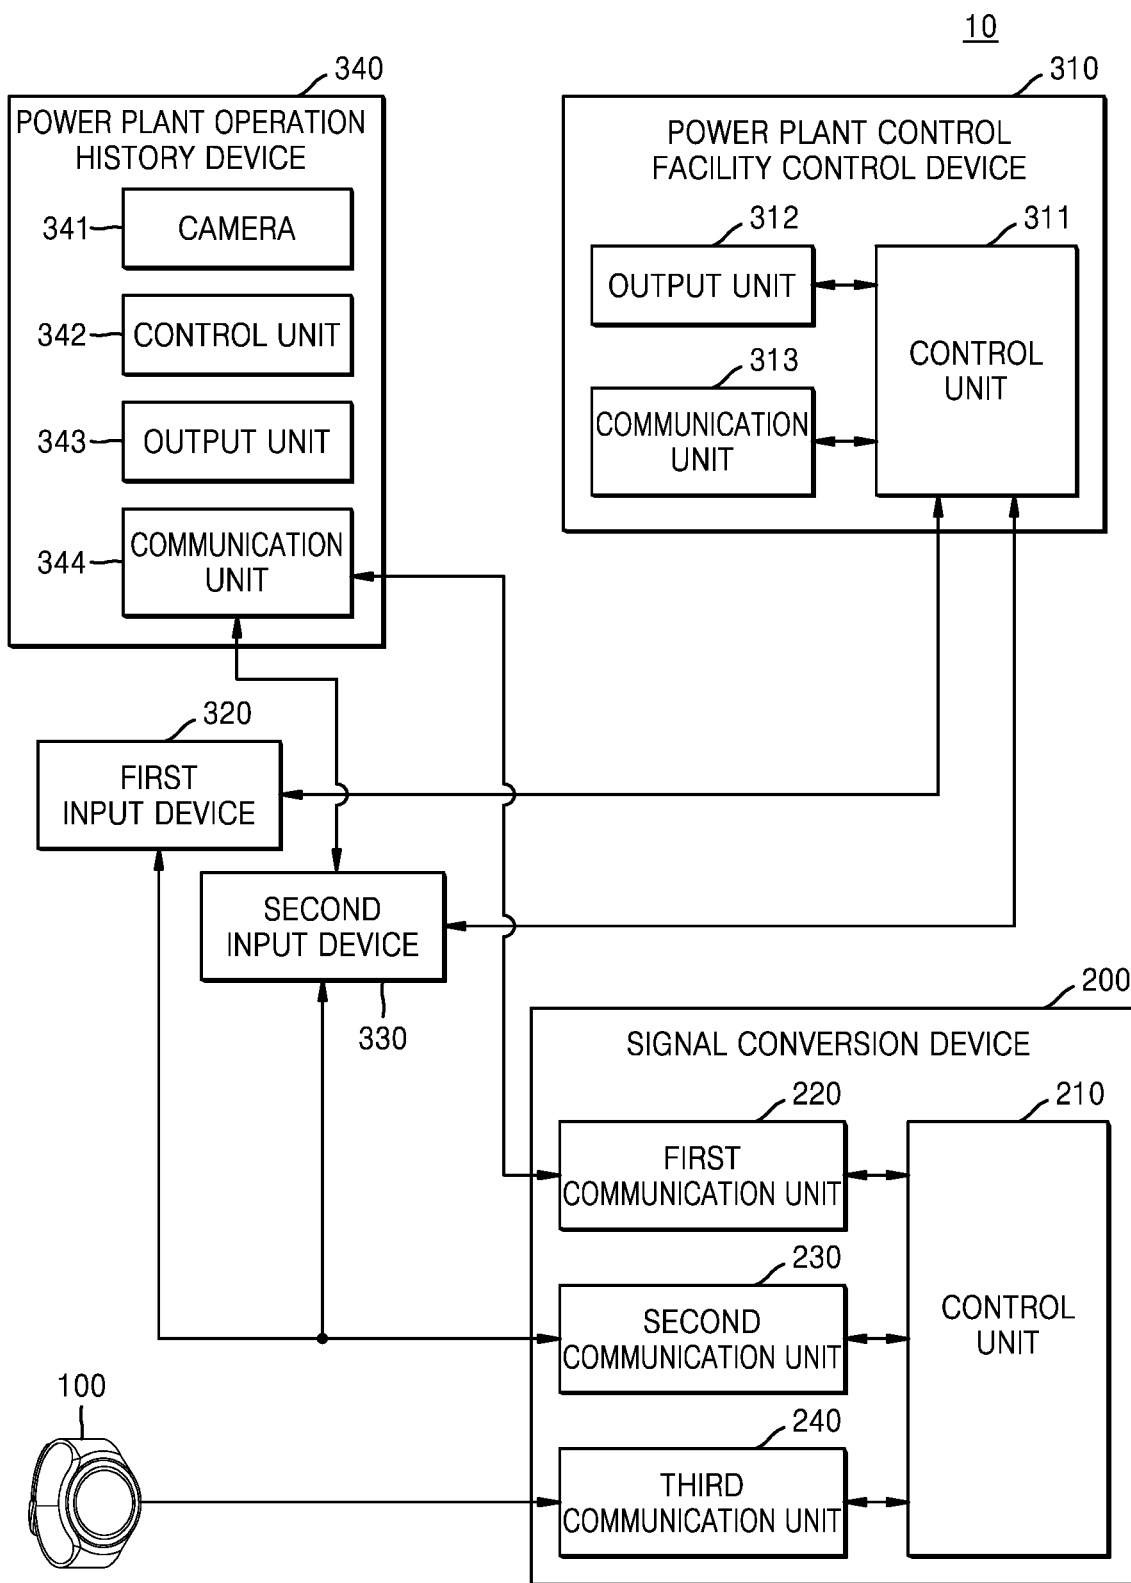 10
340
POWER PLANT OPERATION
HISTORY DEVICE
341
CAMERA
342
CONTROL UNIT
343
OUTPUT UNIT
344
COMMUNICATION
UNIT
310
POWER PLANT CONTROL
FACILITY CONTROL DEVICE
312
OUTPUT UNIT
311
CONTROL
UNIT
313
COMMUNICATION
UNIT
320
FIRST
INPUT DEVICE
SECOND
INPUT DEVICE
330
200
SIGNAL CONVERSION DEVICE
220
FIRST
COMMUNICATION UNIT
210
CONTROL
UNIT
230
SECOND
COMMUNICATION UNIT
240
THIRD
COMMUNICATION UNIT
100